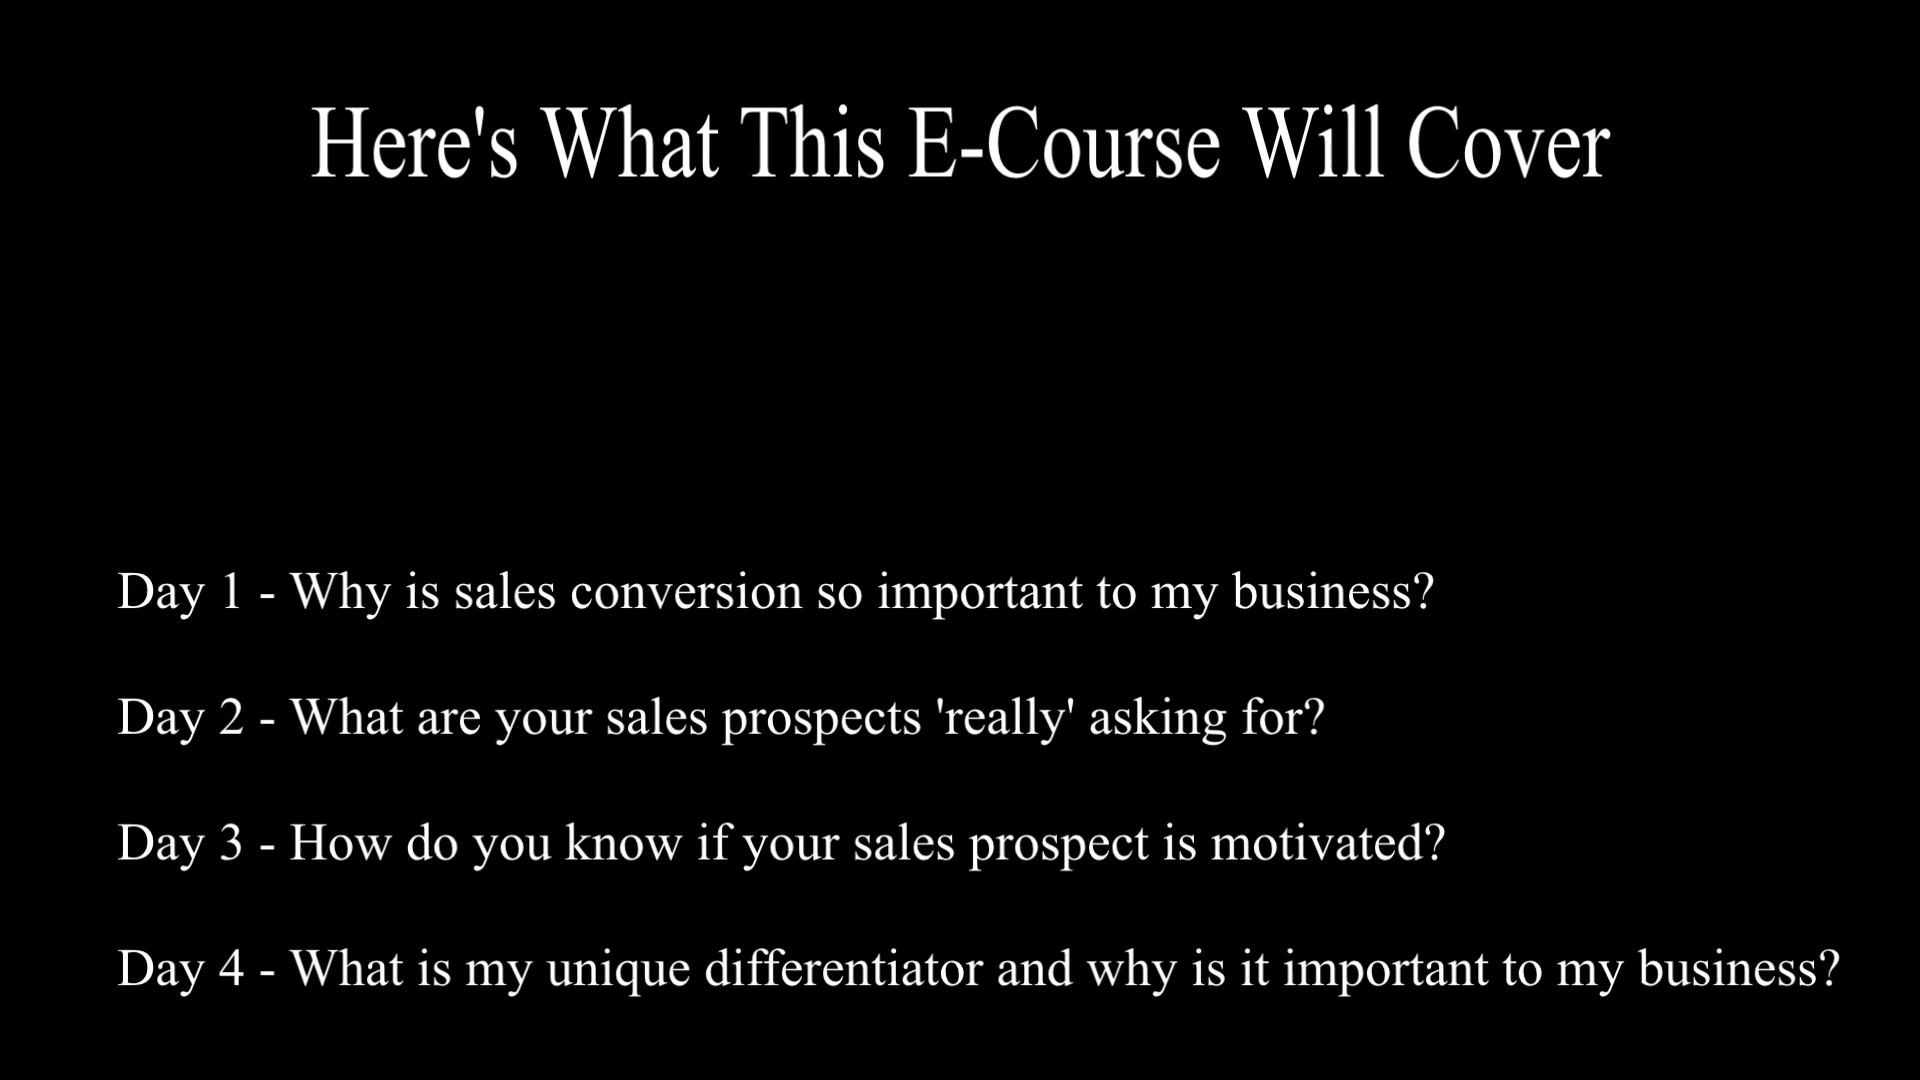 Here's What This E-Course Will Cover
Day 1 - Why is sales conversion so important to my business?
Day 2 - What are your sales prospects 'really' asking for?
Day 3 - How do you know if your sales prospect is motivated?
Day 4 - What is my unique differentiator and why is it important to my business?